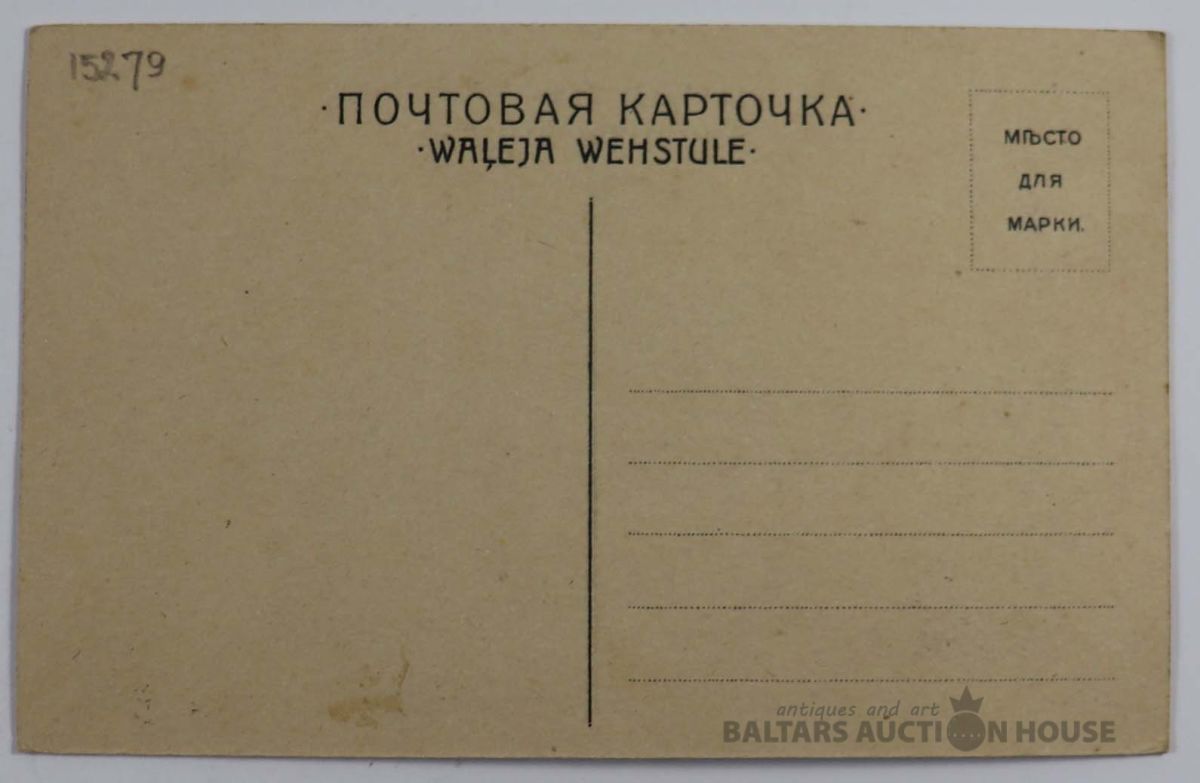 15279
·ПОЧТОВАЯ КАРТОЧКА·
·WAĻEJA WEHSTULE·
МѢСТО
ДЛЯ
МАРКИ.
antiques and art
BALTARS AUCTION HOUSE